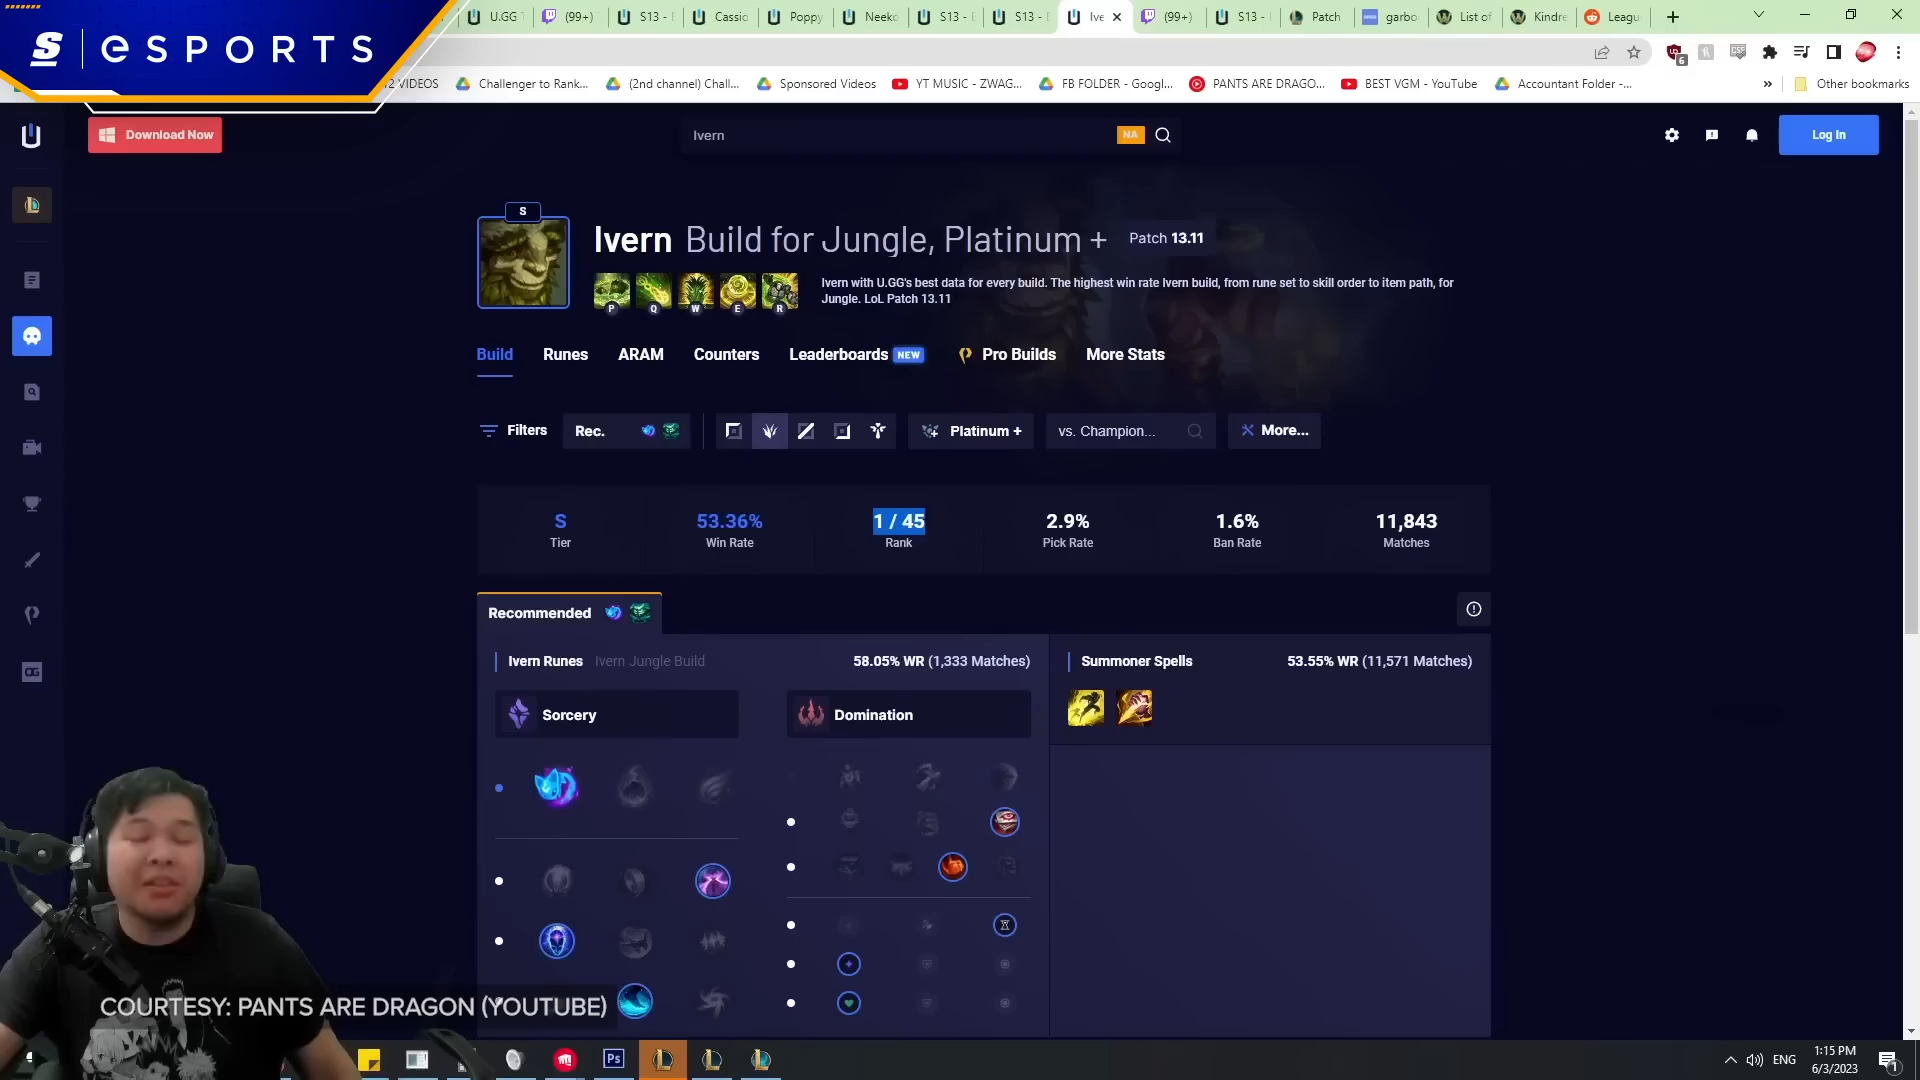 S | eSPORTS
U.GG T
(99+)
S13 - E
Cassio
Poppy
Neeko
S13 - E
S13 - E
Ive
(99+)
S13 -
Patch
garbo
List of
Kindre
Leagu
6
2 VIDEOS
Challenger to Rank...
(2nd channel) Chall...
Sponsored Videos
YT MUSIC - ZWAG...
FB FOLDER - Googl...
PANTS ARE DRAGO...
BEST VGM - YouTube
Accountant Folder -...
»
Other bookmarks
Download Now
Ivern
NA
Log In
S
Ivern Build for Jungle, Platinum +
Patch 13.11
P Q W E R
Ivern with U.GG's best data for every build. The highest win rate Ivern build, from rune set to skill order to item path, for
Jungle. LoL Patch 13.11
Build
Runes
ARAM
Counters
Leaderboards NEW
Pro Builds
More Stats
Filters
Rec.
Platinum +
vs. Champion...
More...
S
Tier
53.36%
Win Rate
1 / 45
Rank
2.9%
Pick Rate
1.6%
Ban Rate
11,843
Matches
Recommended
Ivern Runes Ivern Jungle Build
58.05% WR (1,333 Matches)
Summoner Spells
53.55% WR (11,571 Matches)
Sorcery
Domination
OG
COURTESY: PANTS ARE DRAGON (YOUTUBE)
Ps
ENG
1:15 PM
6/3/2023
1